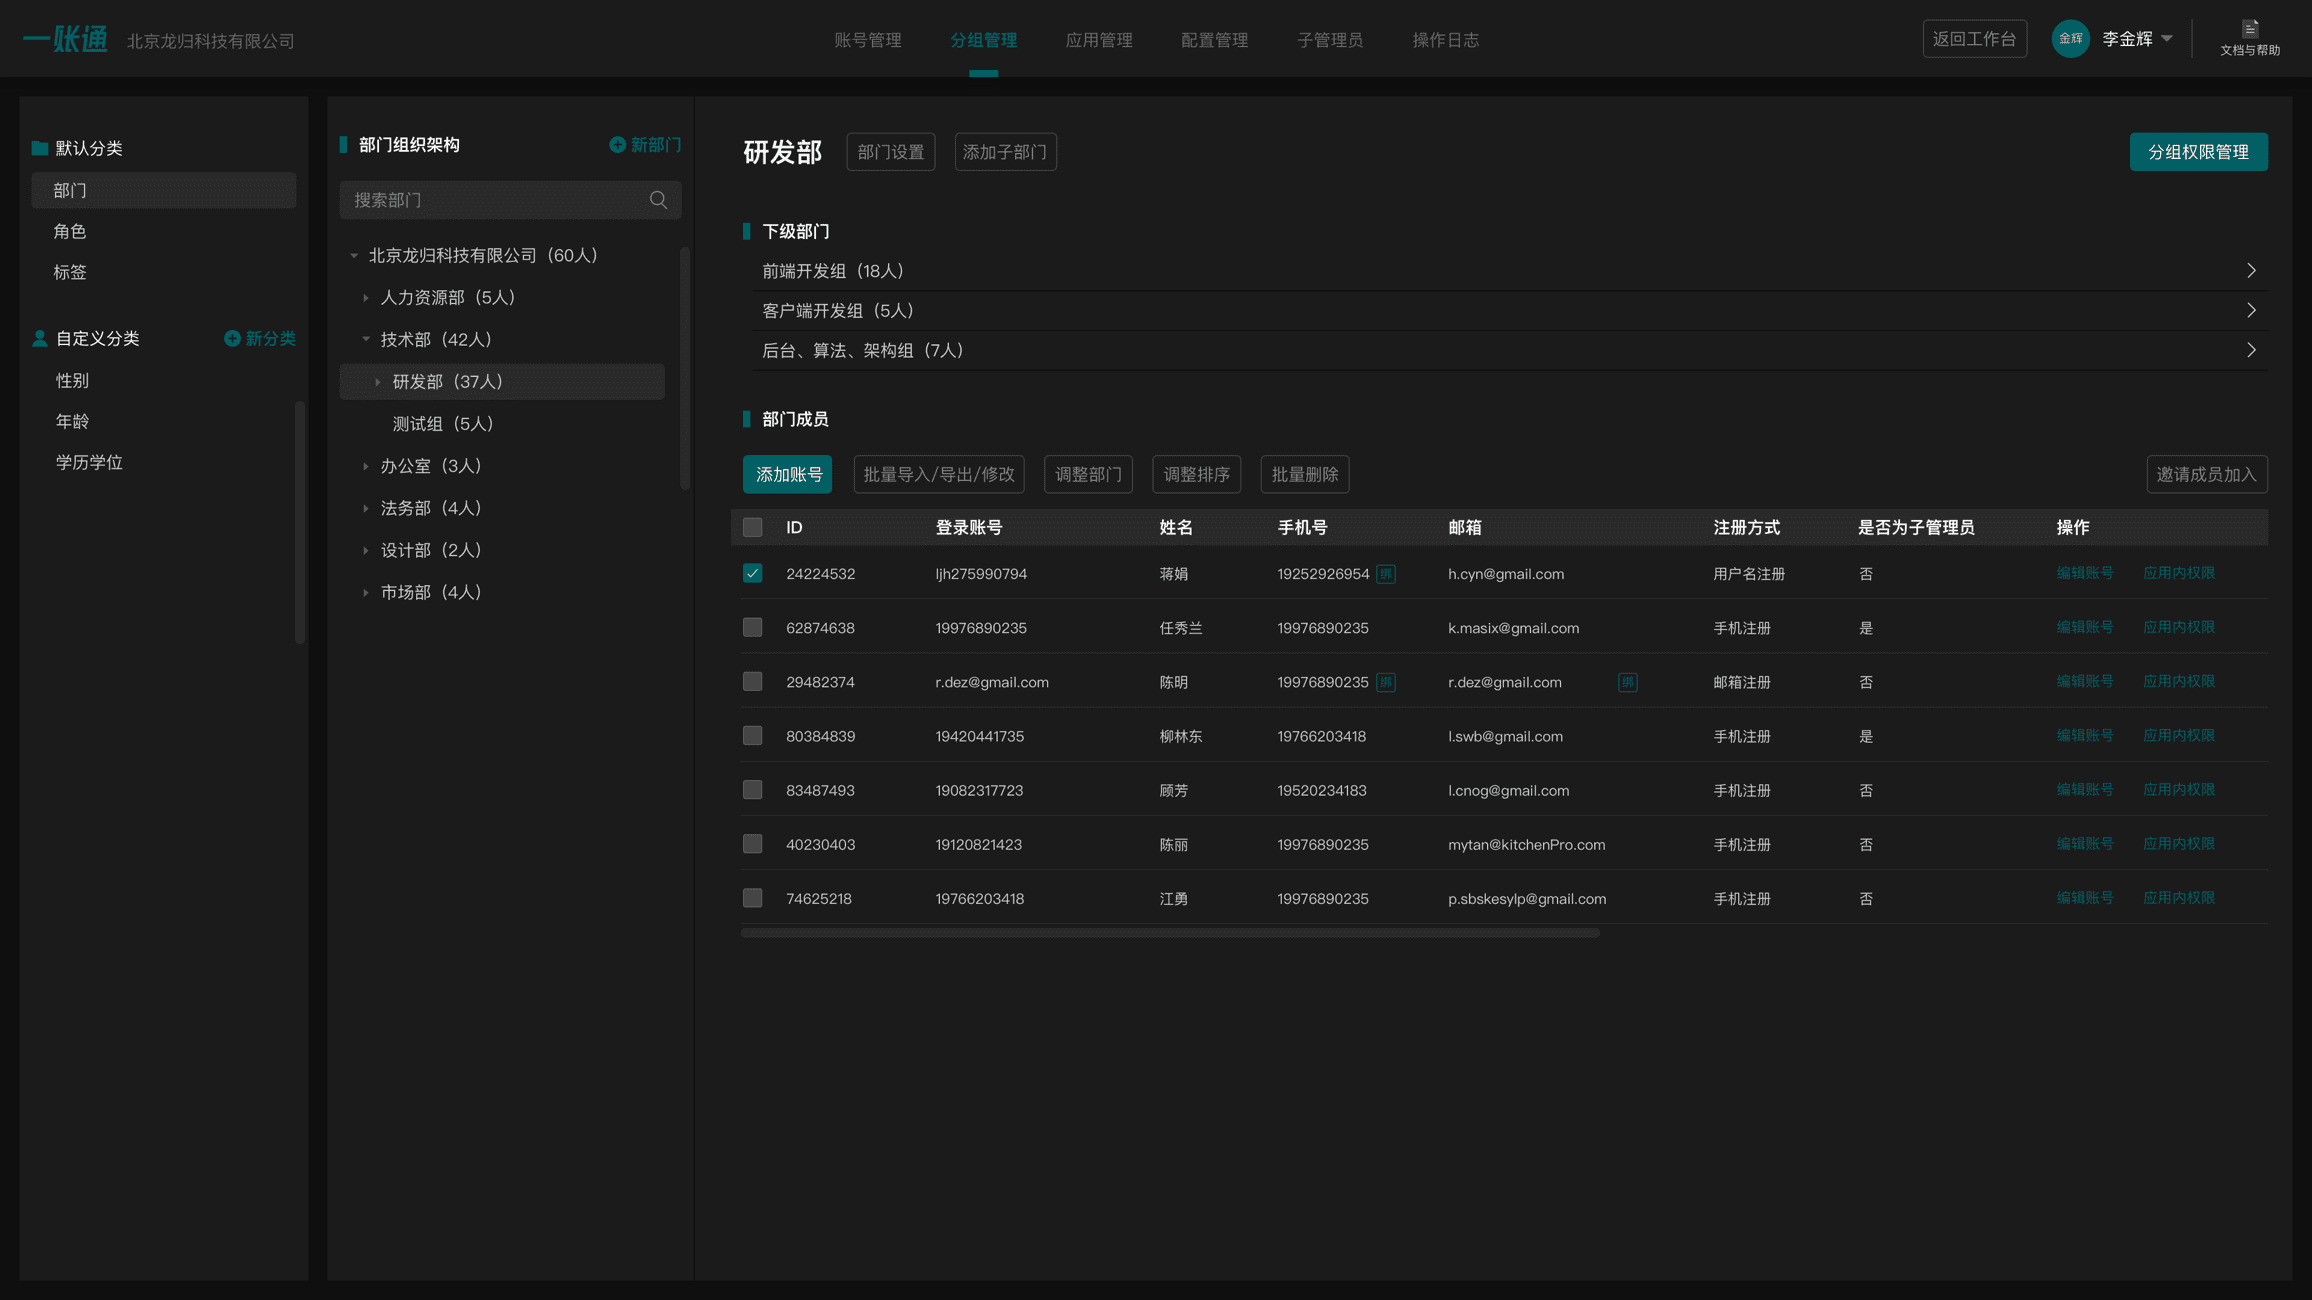 一账通 北京龙归科技有限公司 账号管理 分组管理 应用管理 配置管理 子管理员 操作日志 返回工作台 金辉 李金辉 文档与帮助
默认分类
部门
角色
标签
自定义分类 新分类
性别
年龄
学历学位
部门组织架构 新部门
搜索部门
北京龙归科技有限公司（60人）
人力资源部（5人）
技术部（42人）
研发部（37人）
测试组（5人）
办公室（3人）
法务部（4人）
设计部（2人）
市场部（4人）
研发部 部门设置 添加子部门 分组权限管理
下级部门
前端开发组（18人）
客户端开发组（5人）
后台、算法、架构组（7人）
部门成员
添加账号 批量导入/导出/修改 调整部门 调整排序 批量删除 邀请成员加入
ID 登录账号 姓名 手机号 邮箱 注册方式 是否为子管理员 操作
24224532 ljh275990794 蒋娟 19252926954 绑 h.cyn@gmail.com 用户名注册 否 编辑账号 应用内权限
62874638 19976890235 任秀兰 19976890235 k.masix@gmail.com 手机注册 是 编辑账号 应用内权限
29482374 r.dez@gmail.com 陈明 19976890235 绑 r.dez@gmail.com 绑 邮箱注册 否 编辑账号 应用内权限
80384839 19420441735 柳林东 19766203418 l.swb@gmail.com 手机注册 是 编辑账号 应用内权限
83487493 19082317723 顾芳 19520234183 l.cnog@gmail.com 手机注册 否 编辑账号 应用内权限
40230403 19120821423 陈丽 19976890235 mytan@kitchenPro.com 手机注册 否 编辑账号 应用内权限
74625218 19766203418 江勇 19976890235 p.sbskesylp@gmail.com 手机注册 否 编辑账号 应用内权限